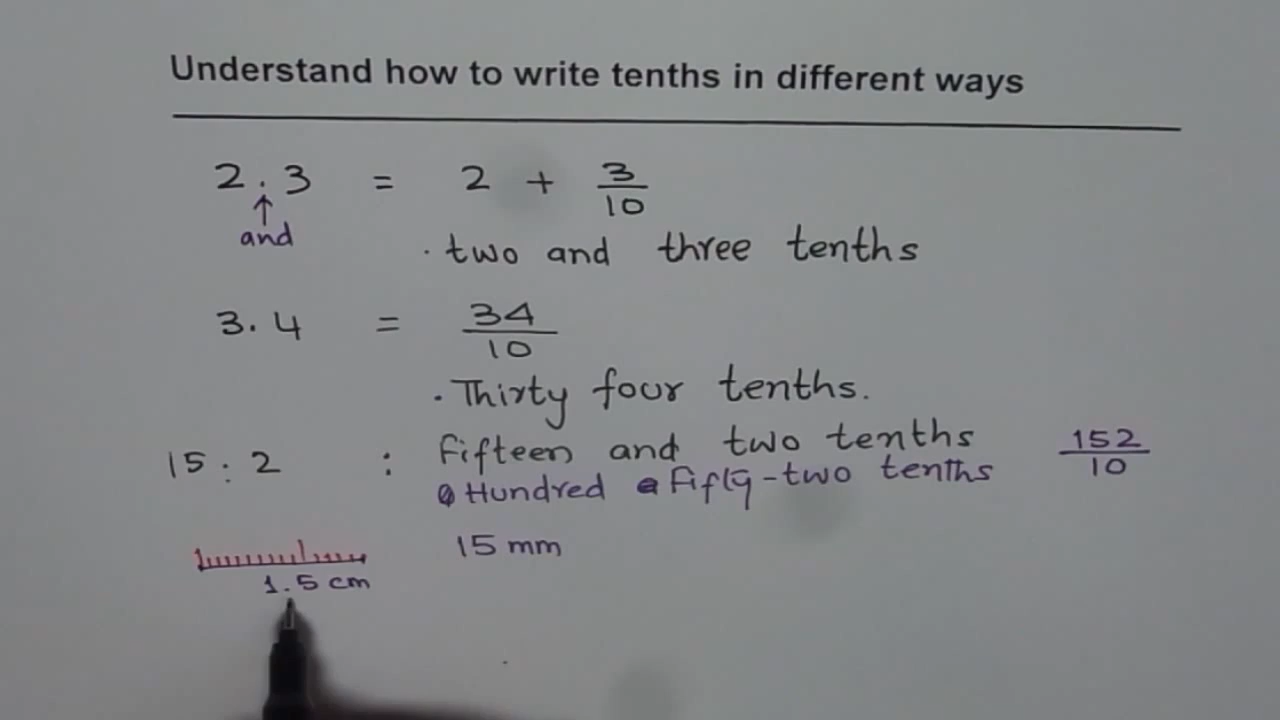 Understand how to write tenths in different ways
2.3 = 2 + 3/10
and
. two and three tenths
3.4 = 34/10
. Thirty four tenths.
15.2 : fifteen and two tenths 152/10
Hundred fifty-two tenths
15 mm
1.5 cm